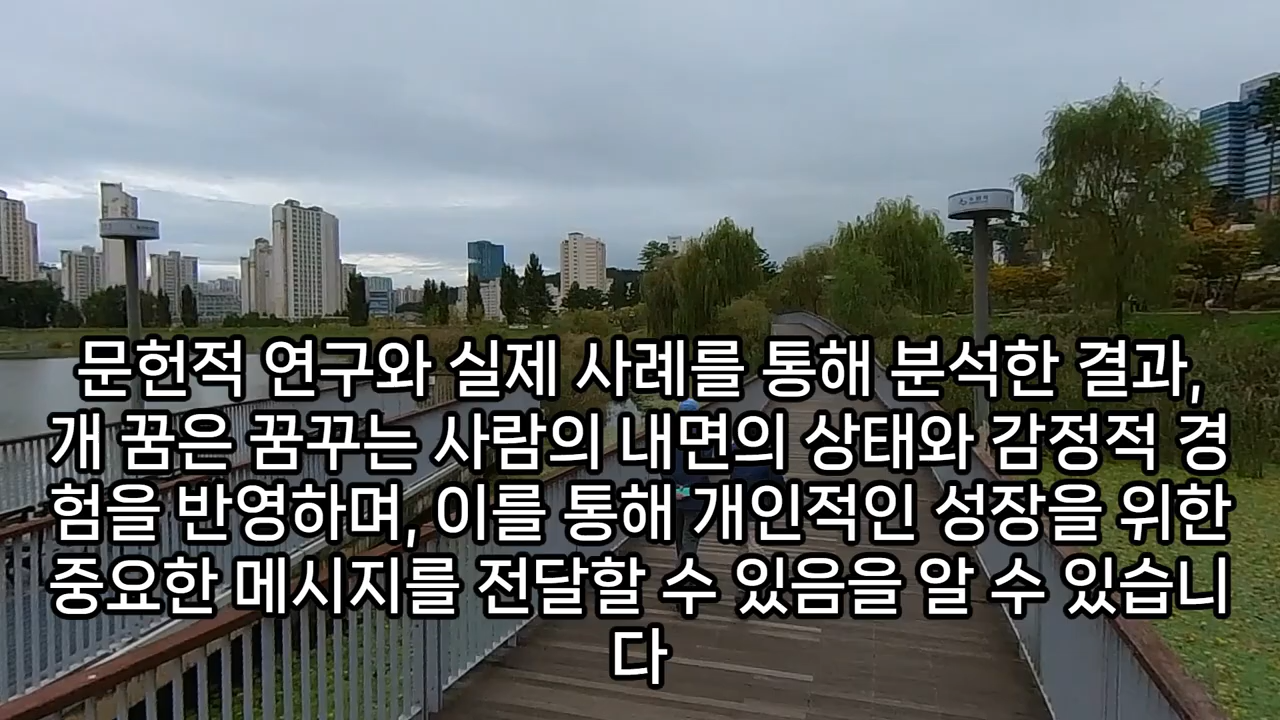 문헌적 연구와 실제 사례를 통해 분석한 결과,
개 꿈은 꿈꾸는 사람의 내면의 상태와 감정적 경
험을 반영하며, 이를 통해 개인적인 성장을 위한
중요한 메시지를 전달할 수 있음을 알 수 있습니
다